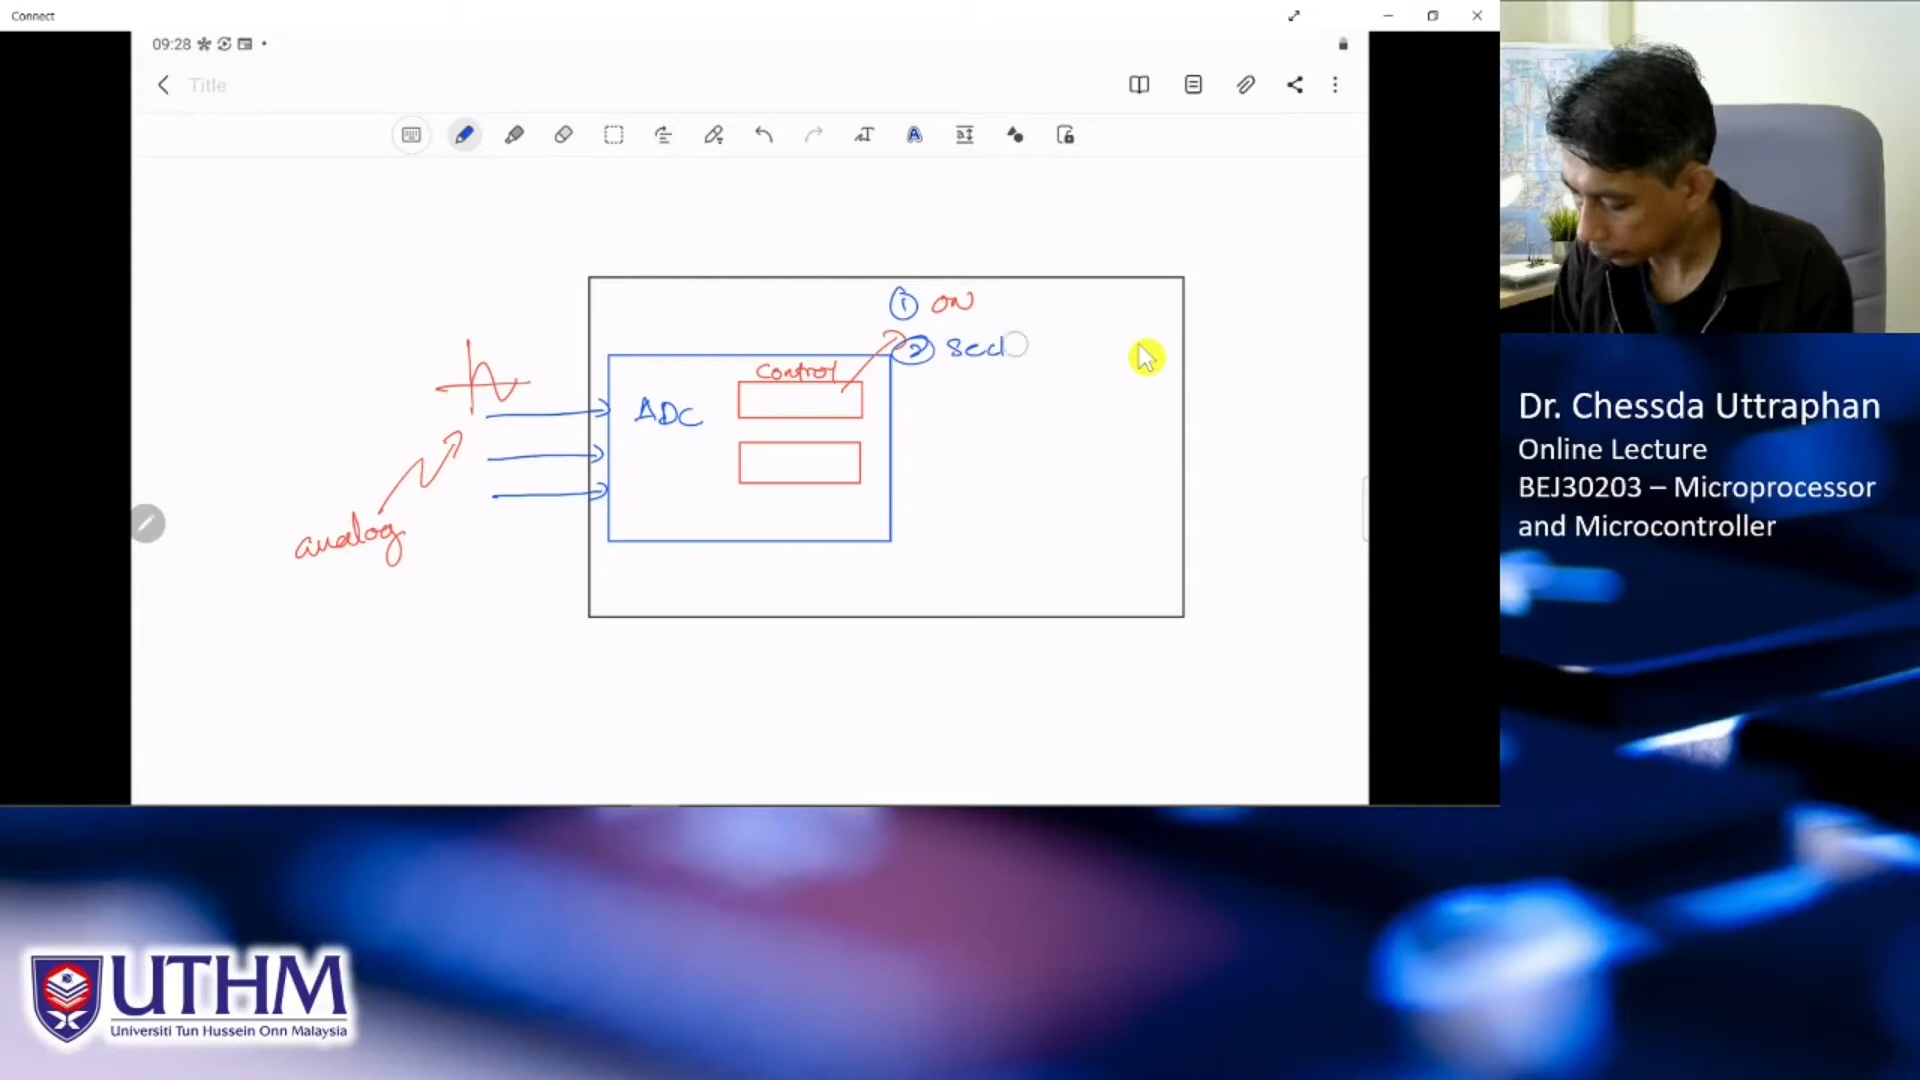 Connect
09:28
Title
① ON
② Sel
Control
ADC
analog
Dr. Chessda Uttraphan
Online Lecture
BEJ30203 – Microprocessor
and Microcontroller
UTHM
Universiti Tun Hussein Onn Malaysia